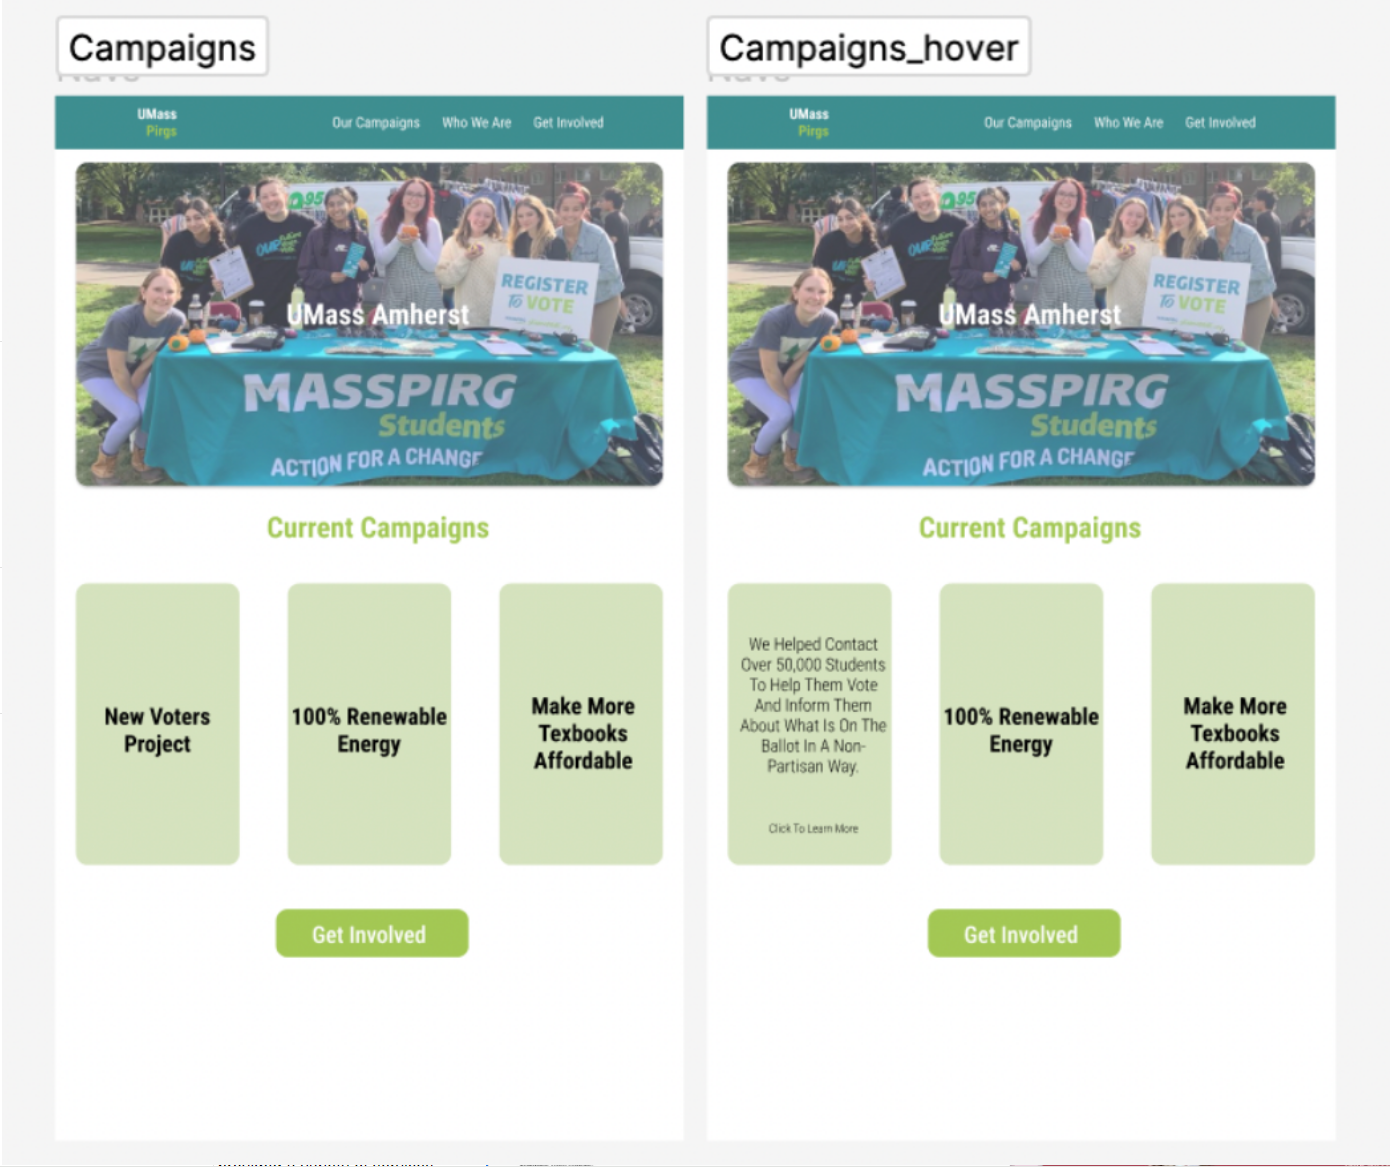 Campaigns
Campaigns_hover
UMass
Pirgs
Our Campaigns Who We Are Get Involved
95
OUR
REGISTER
To VOTE
UMass Amherst
MASSPIRG
Students
ACTION FOR A CHANGE
Current Campaigns
New Voters
Project
100% Renewable
Energy
Make More
Texbooks
Affordable
Get Involved
UMass
Pirgs
Our Campaigns Who We Are Get Involved
95
OUR
REGISTER
To VOTE
UMass Amherst
MASSPIRG
Students
ACTION FOR A CHANGE
Current Campaigns
We Helped Contact
Over 50,000 Students
To Help Them Vote
And Inform Them
About What Is On The
Ballot In A Non-
Partisan Way.
Click To Learn More
100% Renewable
Energy
Make More
Texbooks
Affordable
Get Involved